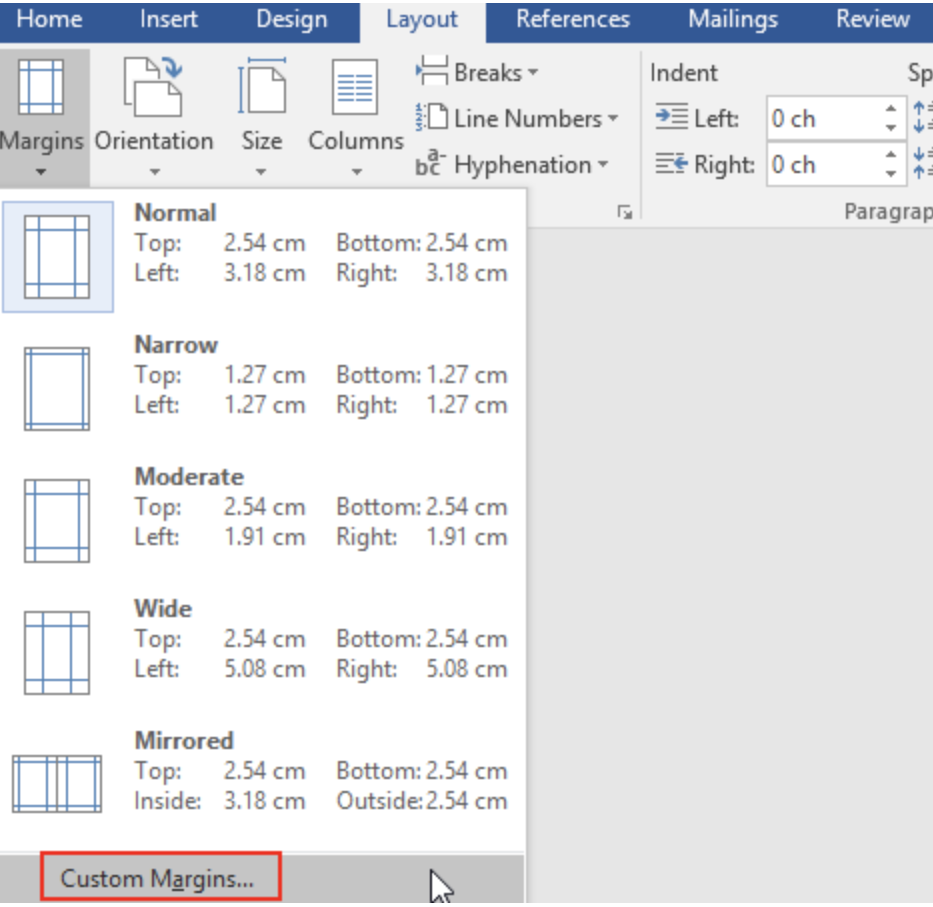 Home Insert Design Layout References Mailings Review
Margins Orientation Size Columns
Breaks
Line Numbers
Hyphenation
Indent Sp
Left: 0 ch
Right: 0 ch
Paragrap
Normal
Top: 2.54 cm Bottom: 2.54 cm
Left: 3.18 cm Right: 3.18 cm
Narrow
Top: 1.27 cm Bottom: 1.27 cm
Left: 1.27 cm Right: 1.27 cm
Moderate
Top: 2.54 cm Bottom: 2.54 cm
Left: 1.91 cm Right: 1.91 cm
Wide
Top: 2.54 cm Bottom: 2.54 cm
Left: 5.08 cm Right: 5.08 cm
Mirrored
Top: 2.54 cm Bottom: 2.54 cm
Inside: 3.18 cm Outside: 2.54 cm
Custom Margins...